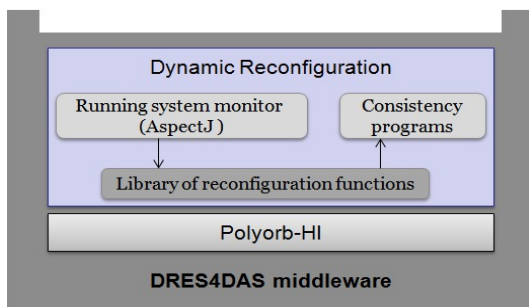 Dynamic Reconfiguration
Running system monitor
(AspectJ )
Consistency
programs
Library of reconfiguration functions
Polyorb-HI
DRES4DAS middleware